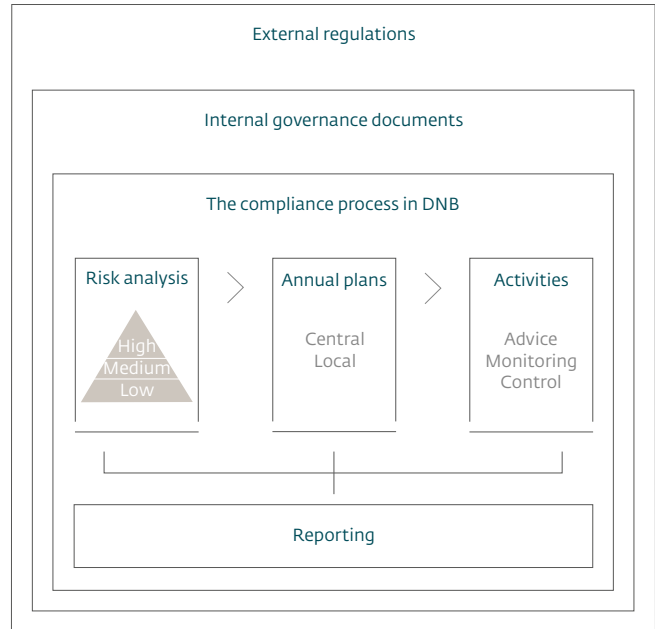 External regulations
Internal governance documents
The compliance process in DNB
Risk analysis
High
Medium
Low
Annual plans
Central
Local
Activities
Advice
Monitoring
Control
Reporting